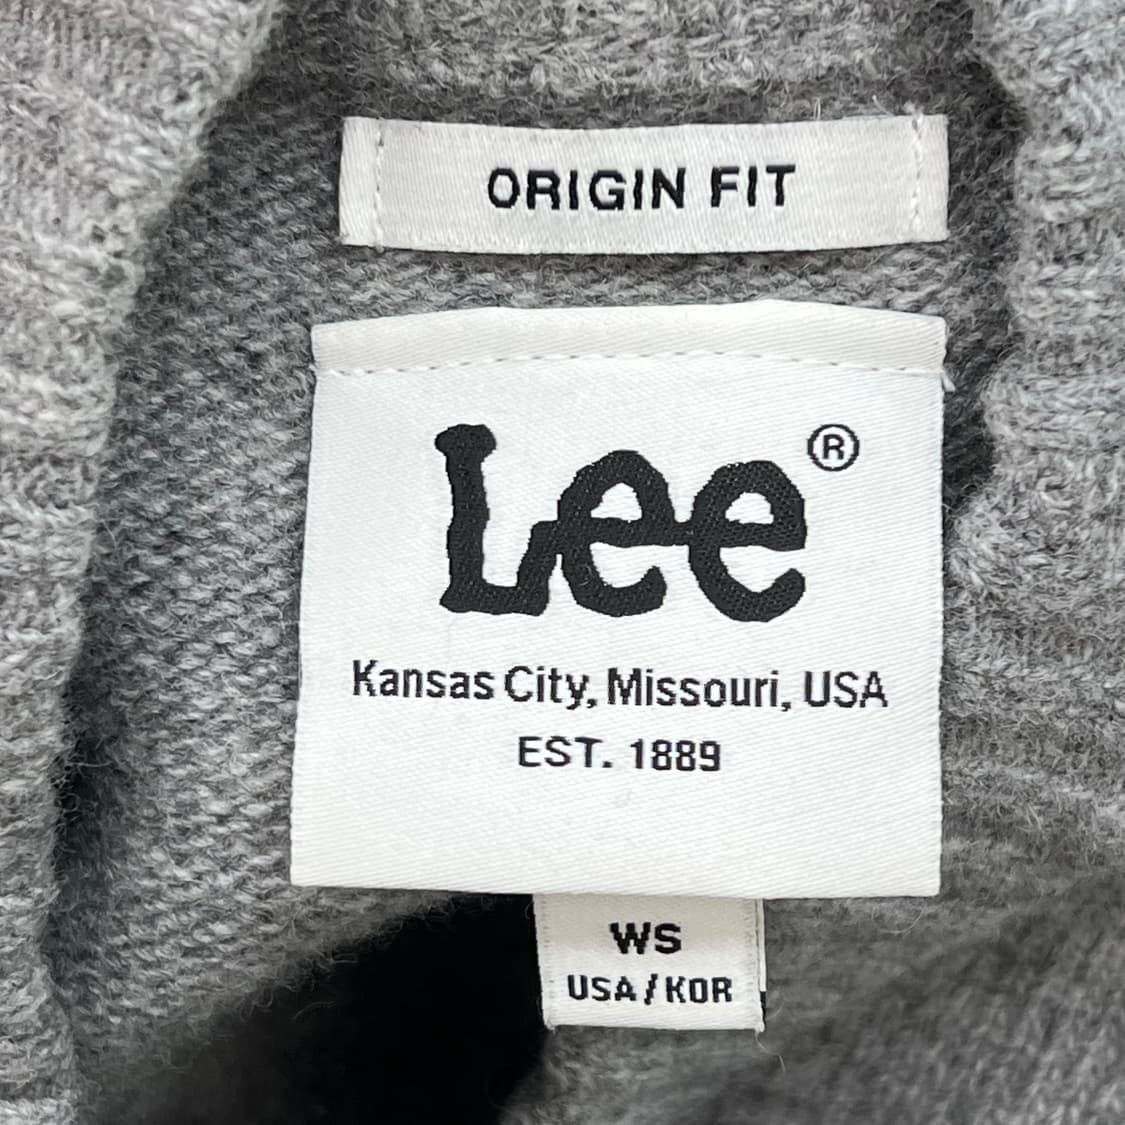 ORIGIN FIT
Lee®
Kansas City, Missouri, USA
EST. 1889
WS
USA/KOR